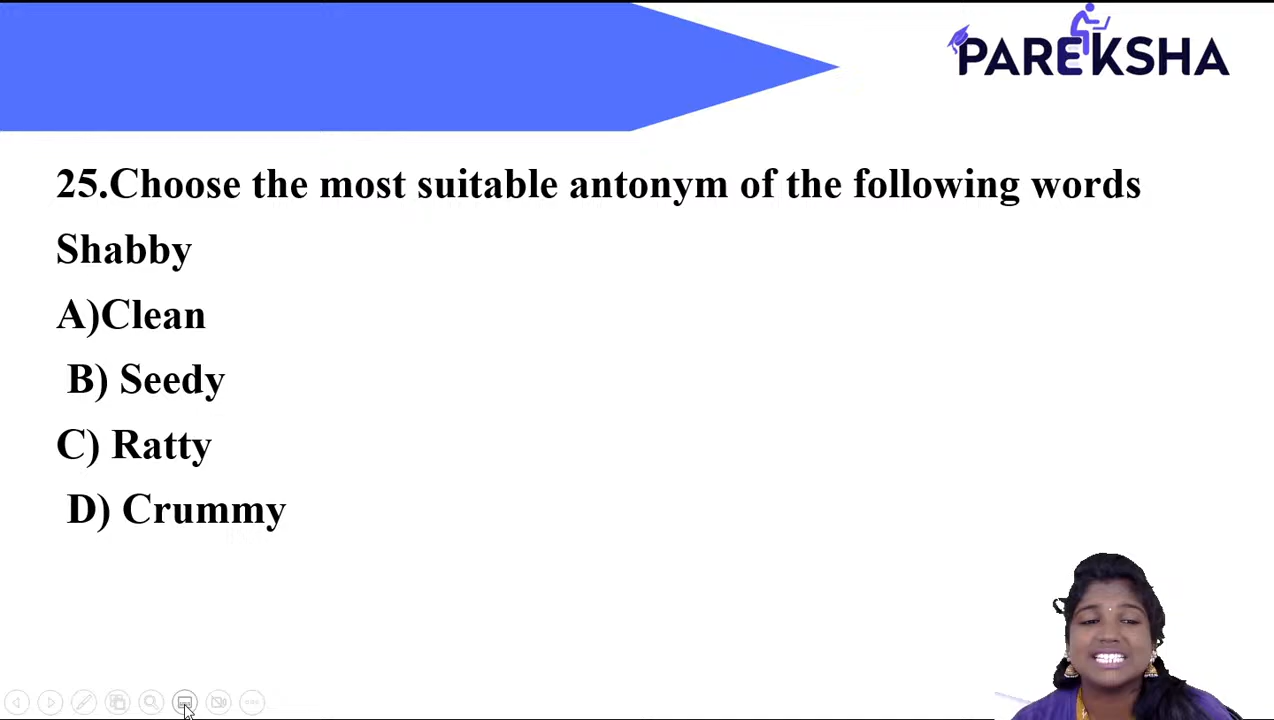 PAREKSHA
25.Choose the most suitable antonym of the following words
Shabby
A)Clean
B) Seedy
C) Ratty
D) Crummy